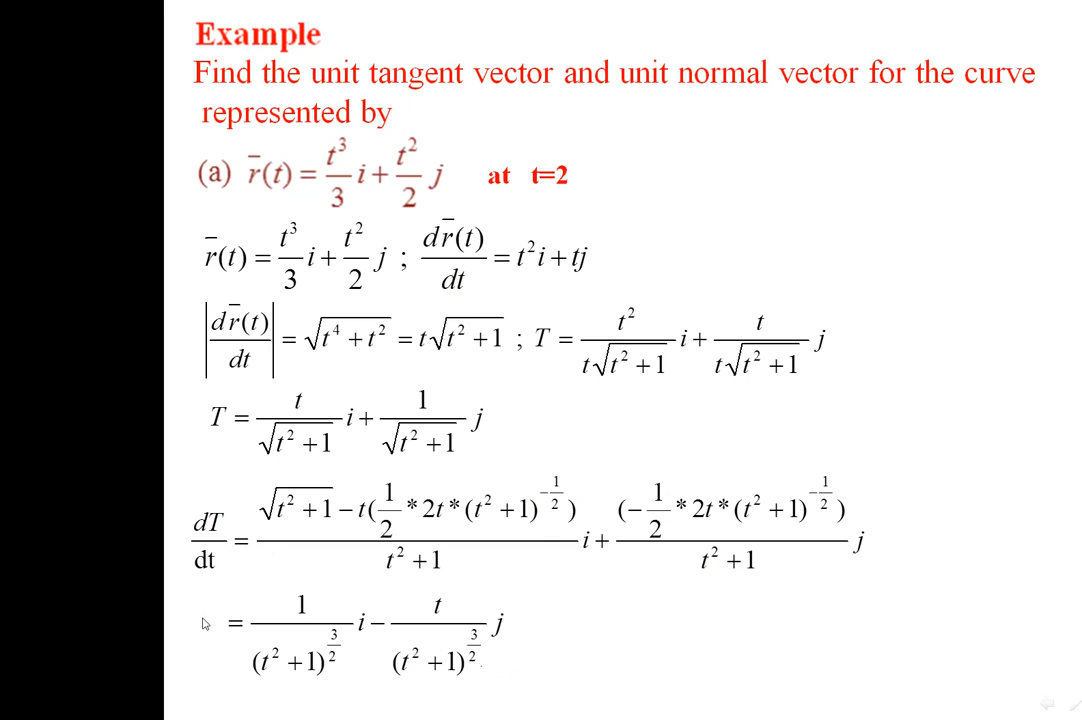 Example
Find the unit tangent vector and unit normal vector for the curve
represented by
(a) r̅(t) = t³/3 i + t²/2 j at t=2
r̅(t) = t³/3 i + t²/2 j ; dr̅(t)/dt = t²i + tj
|dr̅(t)/dt| = √(t⁴ + t²) = t√(t² + 1) ; T = t²/(t√(t² + 1)) i + t/(t√(t² + 1)) j
T = t/√(t² + 1) i + 1/√(t² + 1) j
dT/dt = (√(t² + 1) − t(1/2 * 2t * (t² + 1)^(−1/2)))/(t² + 1) i + (−1/2 * 2t * (t² + 1)^(−1/2))/(t² + 1) j
= 1/(t² + 1)^(3/2) i − t/(t² + 1)^(3/2) j